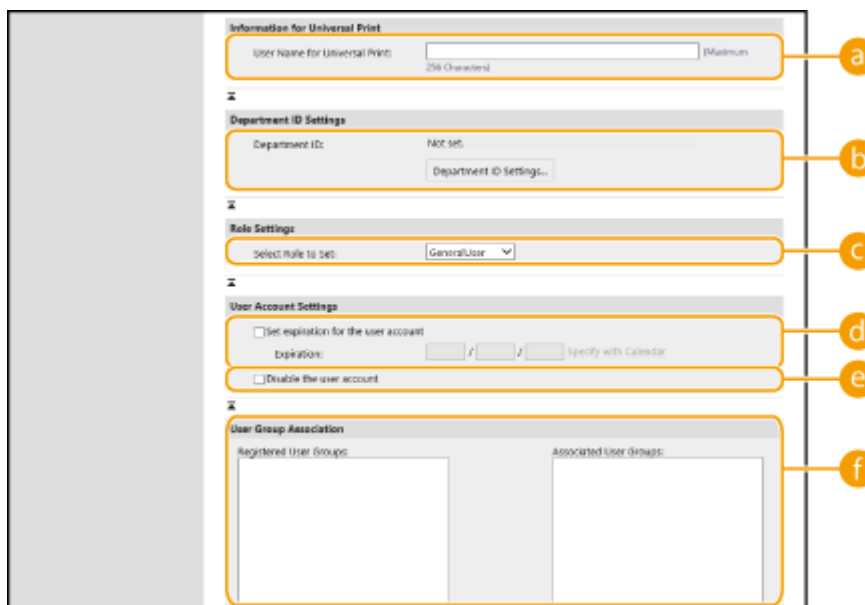 Information for Universal Print
User Name for Universal Print: (Maximum
256 Characters)
a
Department ID Settings
Department ID: Not set.
b
Department ID Settings...
Role Settings
Select Role to Set: GeneralUser
c
User Account Settings
Set expiration for the user account
d
Expiration: / / Specify with Calendar
Disable the user account
e
User Group Association
Registered User Groups: Associated User Groups:
f